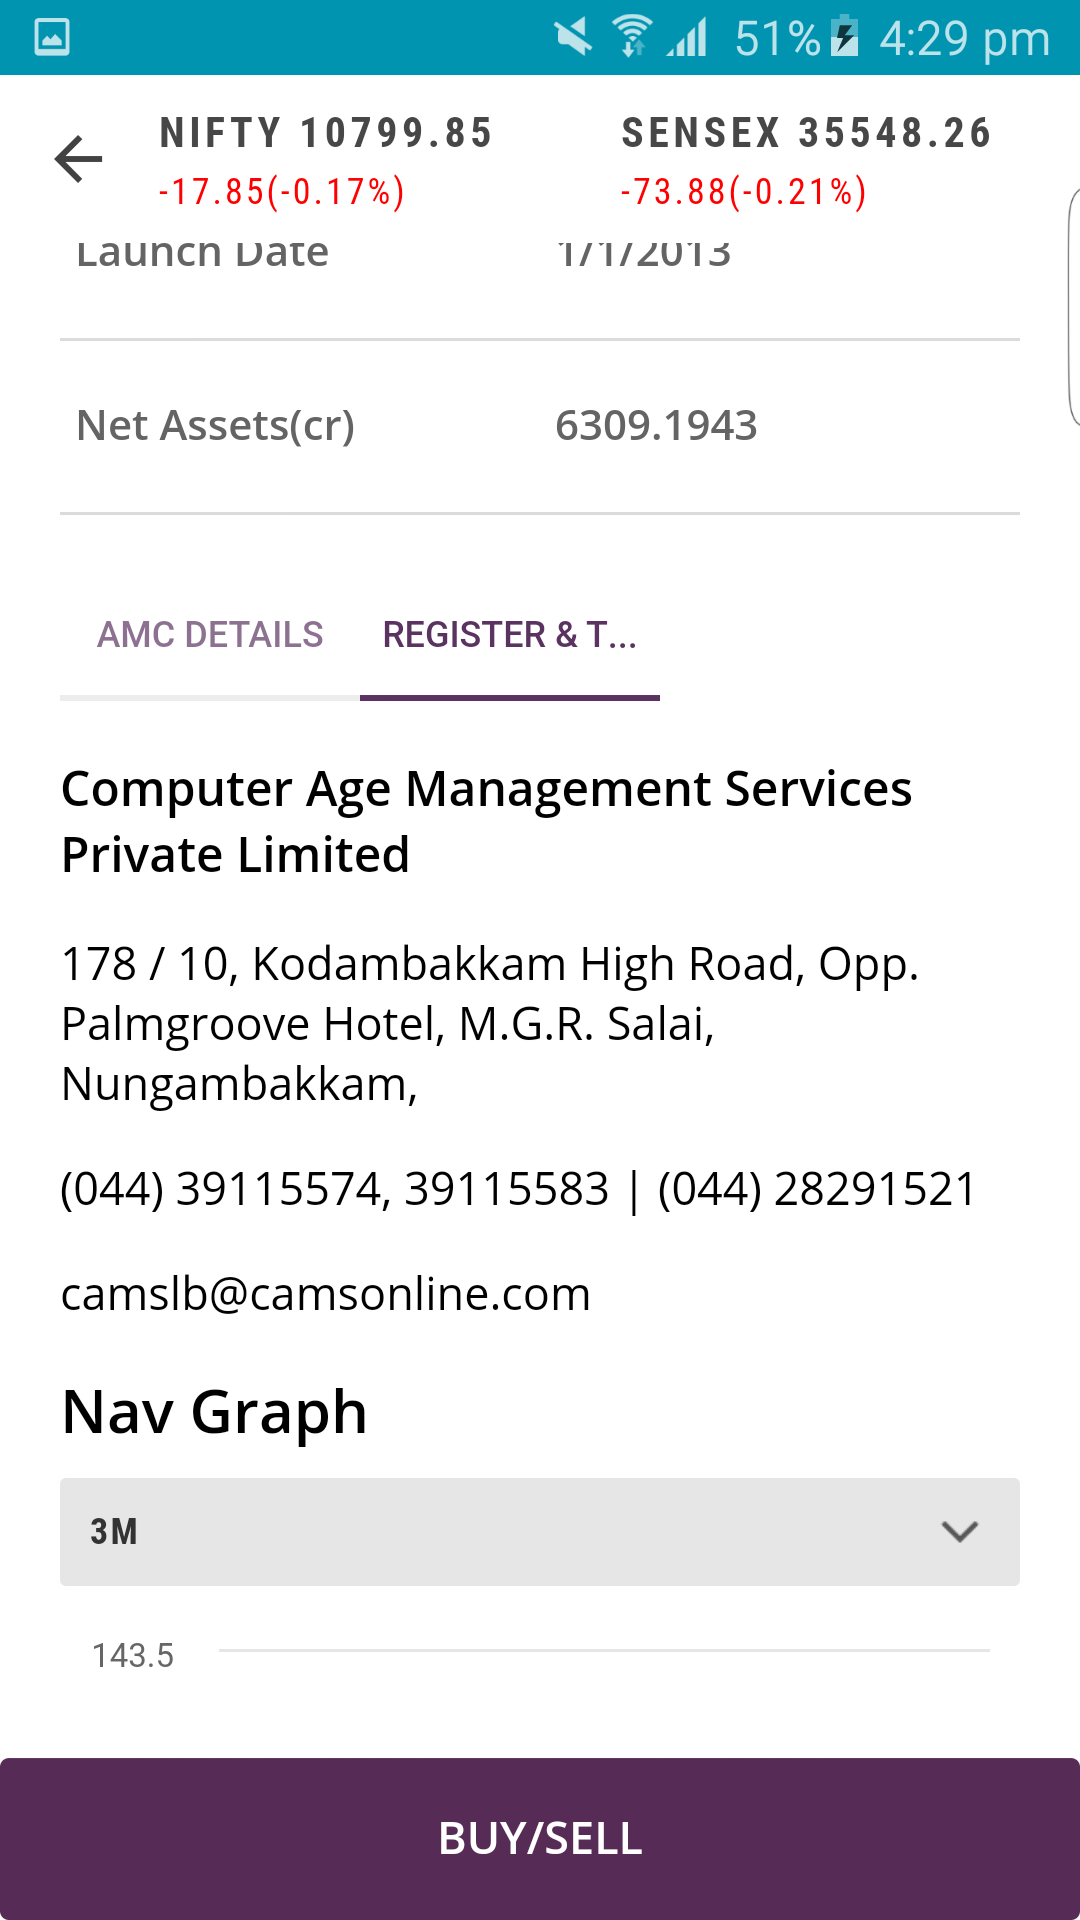 51% 4:29 pm
NIFTY 10799.85 SENSEX 35548.26
-17.85(-0.17%) -73.88(-0.21%)
Launch Date 1/1/2013
Net Assets(cr) 6309.1943
AMC DETAILS REGISTER & T...
Computer Age Management Services
Private Limited
178 / 10, Kodambakkam High Road, Opp.
Palmgroove Hotel, M.G.R. Salai,
Nungambakkam,
(044) 39115574, 39115583 | (044) 28291521
camslb@camsonline.com
Nav Graph
3M
143.5
BUY/SELL